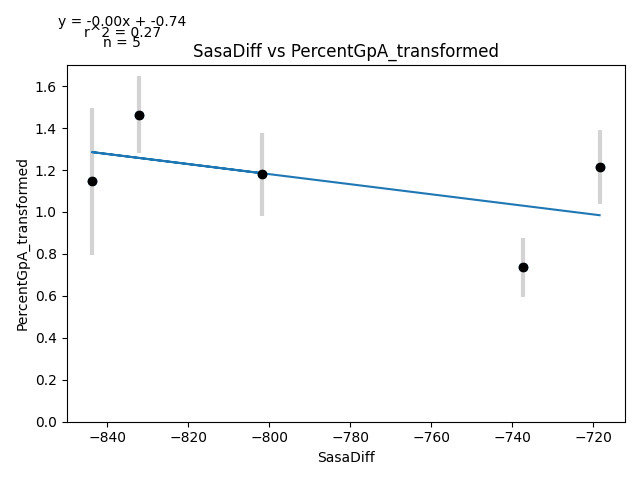 y = -0.00x + -0.74
r^2 = 0.27
n = 5
SasaDiff vs PercentGpA_transformed
PercentGpA_transformed
1.6
1.4
1.2
1.0
0.8
0.6
0.4
0.2
0.0
−840 −820 −800 −780 −760 −740 −720
SasaDiff